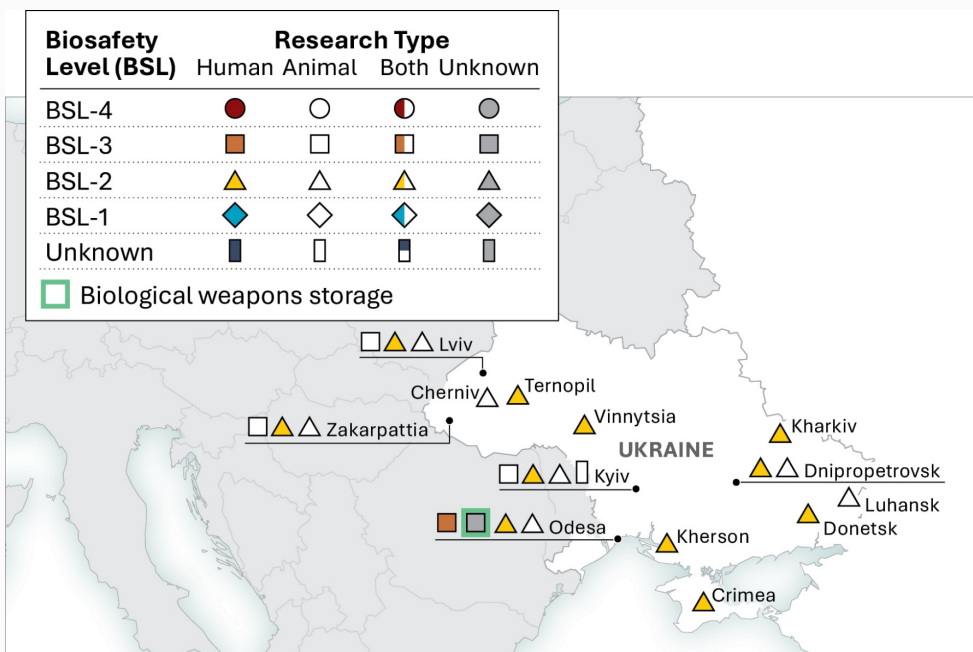 Biosafety Level (BSL)
Research Type
Human Animal Both Unknown
BSL-4
BSL-3
BSL-2
BSL-1
Unknown
Biological weapons storage
Lviv
Cherniv
Ternopil
Zakarpattia
Vinnytsia
UKRAINE
Kharkiv
Kyiv
Dnipropetrovsk
Luhansk
Odesa
Donetsk
Kherson
Crimea